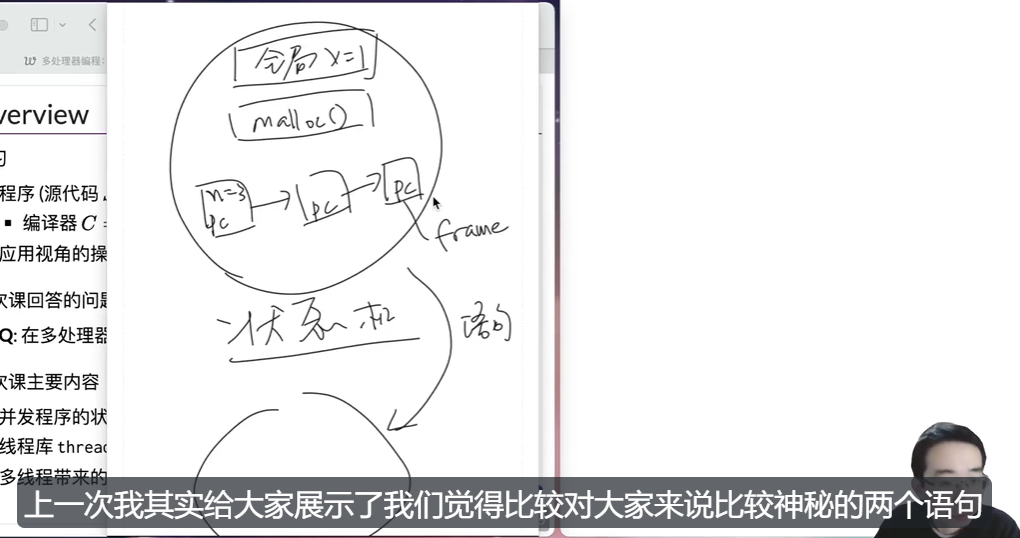 多处理器编程:
verview
程序 (源代码
▪ 编译器 C =
应用视角的操
次课回答的问题
Q: 在多处理器
次课主要内容
并发程序的状
线程库 thread
多线程带来的
全局 x=1
malloc()
n=3
pc
pc
pc
frame
状态机
语句
上一次我其实给大家展示了我们觉得比较对大家来说比较神秘的两个语句